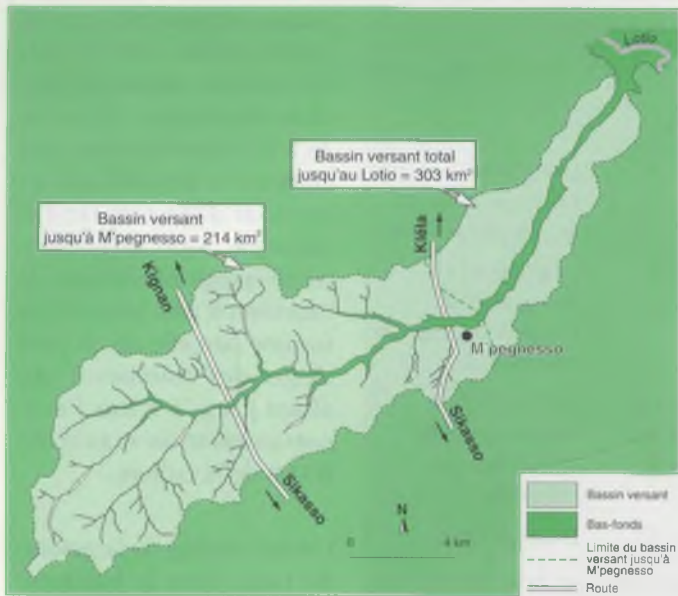 Lotio
Bassin versant total
jusqu'au Lotio = 303 km²
Bassin versant
jusqu'à M'pegnesso = 214 km²
Kléla
Kignan
M'pegnesso
Sikasso
Sikasso
N
0 4 km
Bassin versant
Bas-fonds
Limite du bassin
versant jusqu'à
M'pegnesso
Route